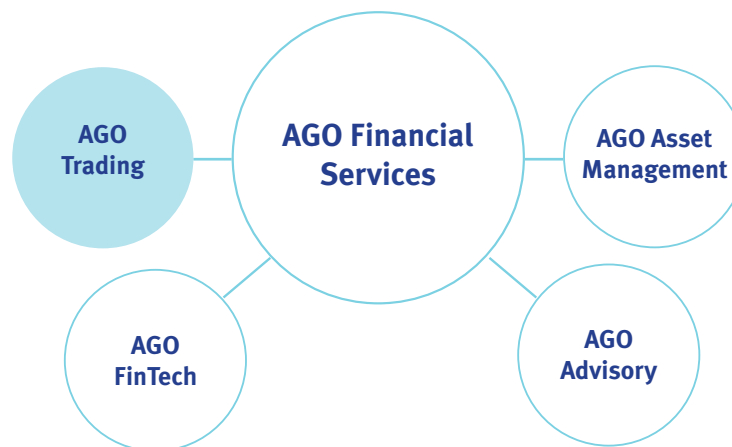 AGO
Trading
AGO Financial
Services
AGO Asset
Management
AGO
FinTech
AGO
Advisory